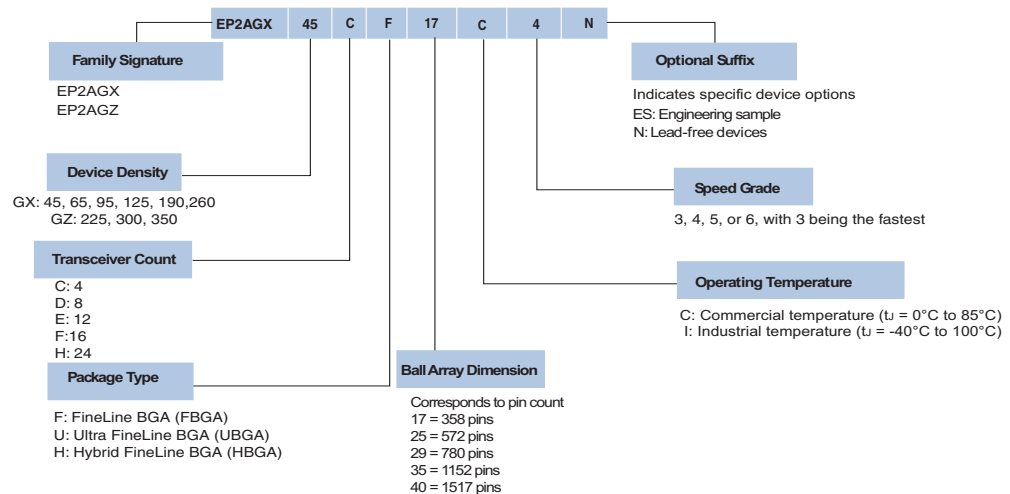 EP2AGX 45 C F 17 C 4 N
Family Signature
EP2AGX
EP2AGZ
Optional Suffix
Indicates specific device options
ES: Engineering sample
N: Lead-free devices
Device Density
GX: 45, 65, 95, 125, 190,260
GZ: 225, 300, 350
Speed Grade
3, 4, 5, or 6, with 3 being the fastest
Transceiver Count
C: 4
D: 8
E: 12
F:16
H: 24
Operating Temperature
C: Commercial temperature (tJ = 0°C to 85°C)
I: Industrial temperature (tJ = -40°C to 100°C)
Package Type
F: FineLine BGA (FBGA)
U: Ultra FineLine BGA (UBGA)
H: Hybrid FineLine BGA (HBGA)
Ball Array Dimension
Corresponds to pin count
17 = 358 pins
25 = 572 pins
29 = 780 pins
35 = 1152 pins
40 = 1517 pins